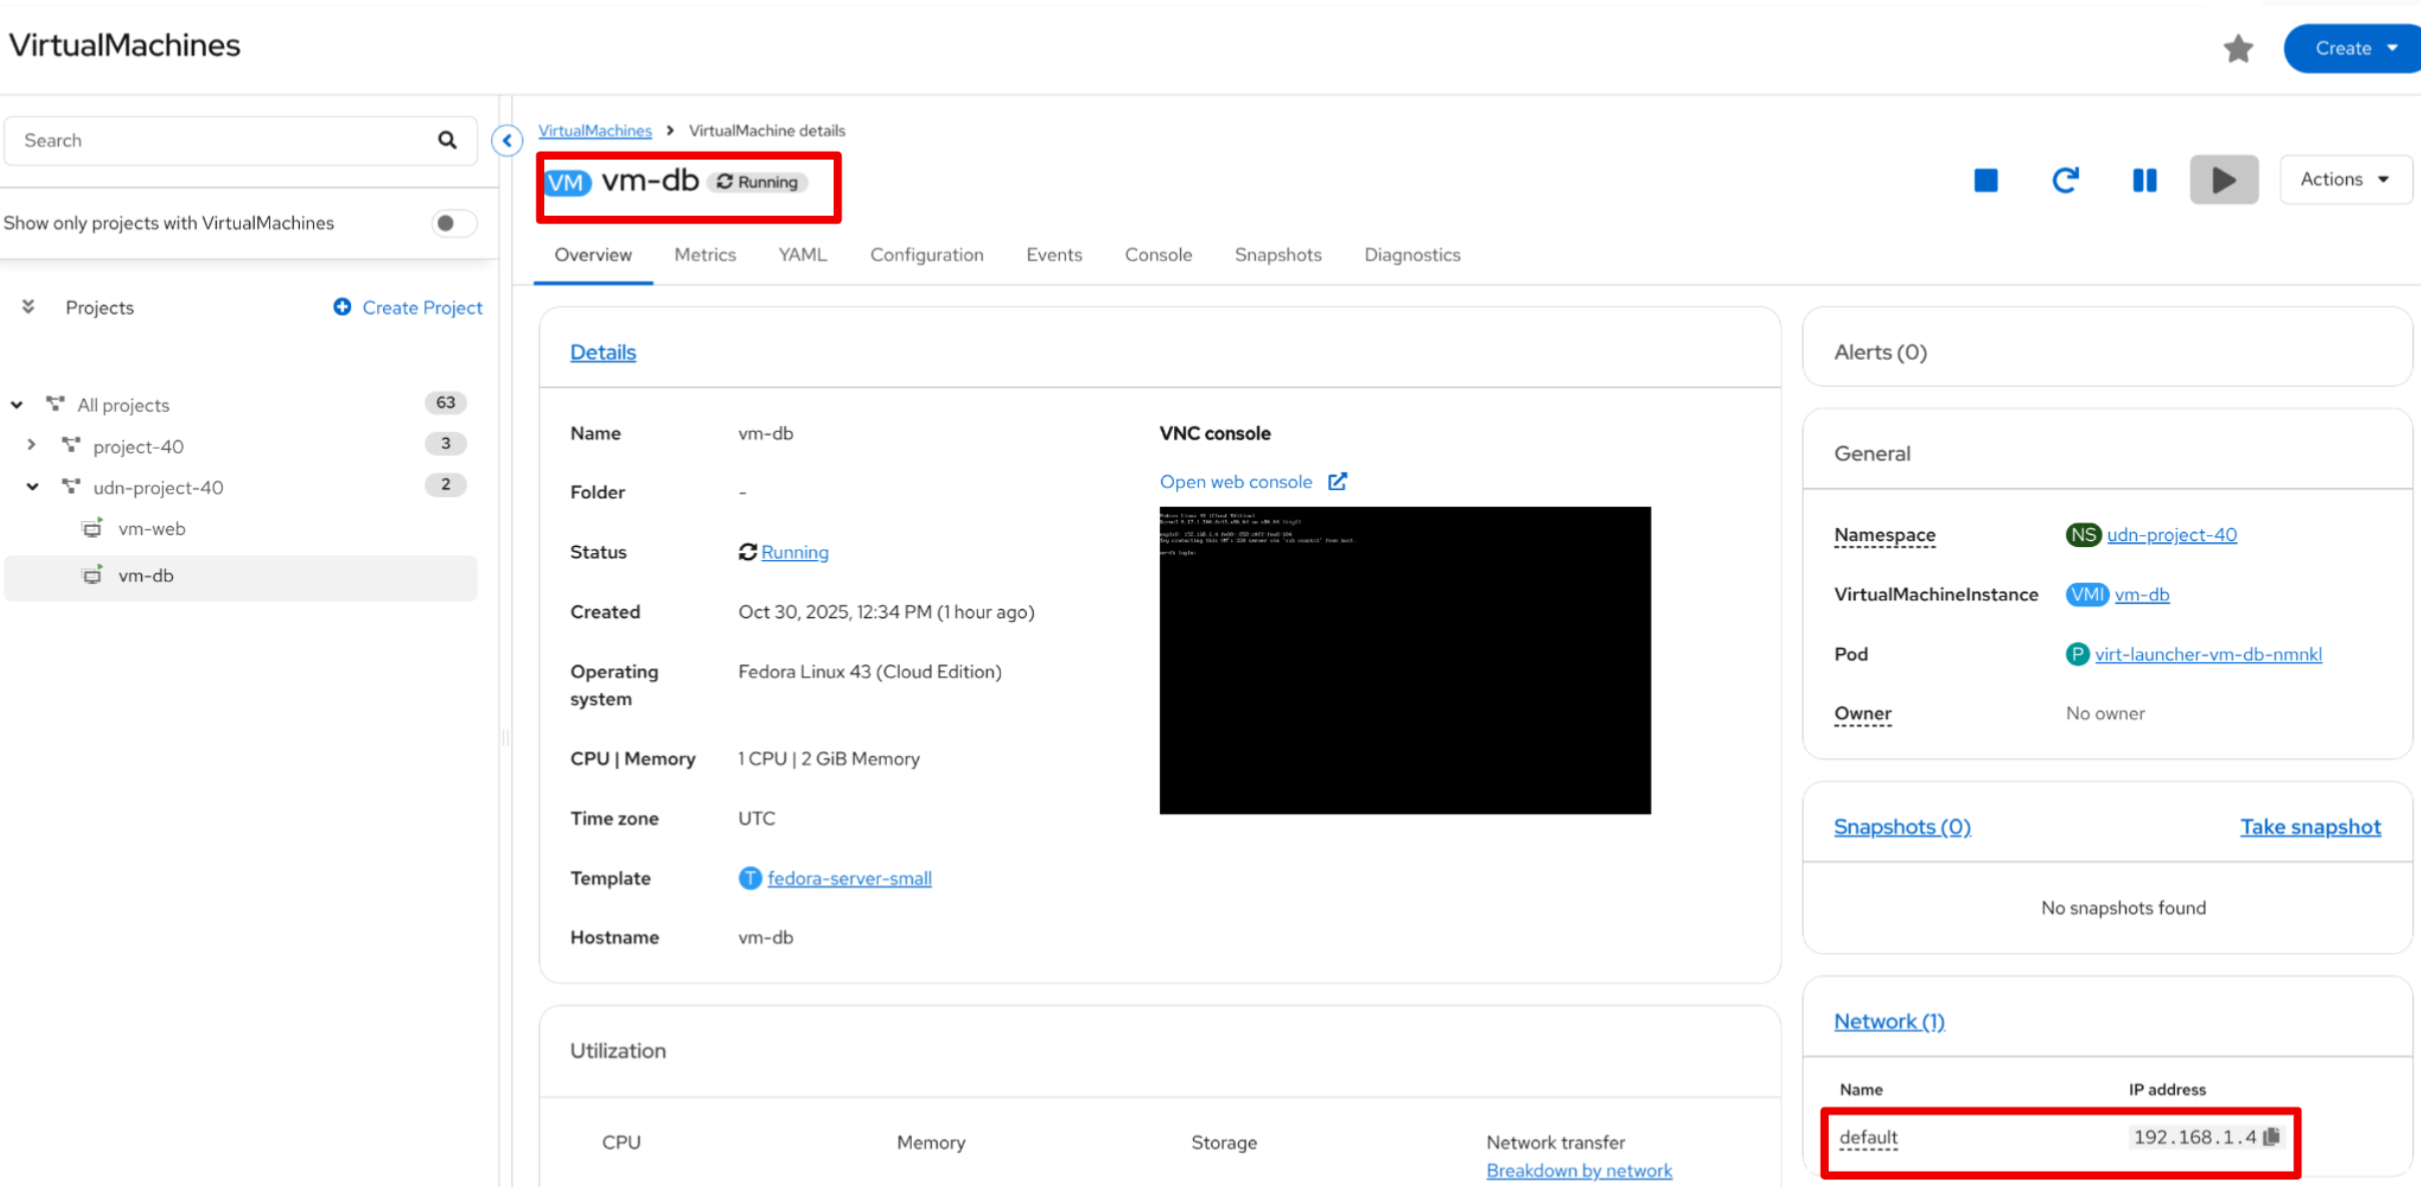 VirtualMachines
Create
Search
Show only projects with VirtualMachines
Projects
Create Project
All projects 63
project-40 3
udn-project-40 2
vm-web
vm-db
VirtualMachines > VirtualMachine details
VM vm-db Running
Actions
Overview Metrics YAML Configuration Events Console Snapshots Diagnostics
Details
Name vm-db
Folder -
Status Running
Created Oct 30, 2025, 12:34 PM (1 hour ago)
Operating system Fedora Linux 43 (Cloud Edition)
CPU | Memory 1 CPU | 2 GiB Memory
Time zone UTC
Template T fedora-server-small
Hostname vm-db
VNC console
Open web console
vm-db login:
Utilization
CPU Memory Storage Network transfer
Breakdown by network
Alerts (0)
General
Namespace NS udn-project-40
VirtualMachineInstance VMI vm-db
Pod P virt-launcher-vm-db-nmnkl
Owner No owner
Snapshots (0) Take snapshot
No snapshots found
Network (1)
Name IP address
default 192.168.1.4